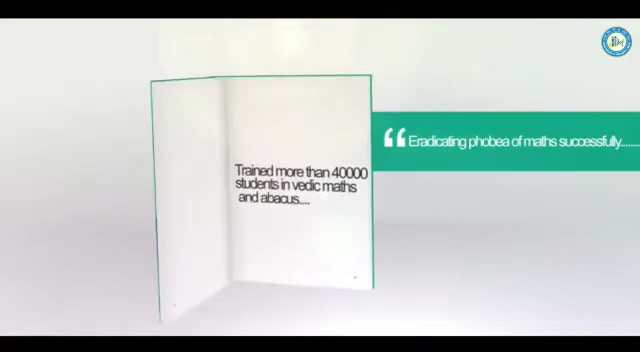 Trained more than 40000
students in vedic maths
and abacus....
“ Eradicating phobea of maths successfully.......